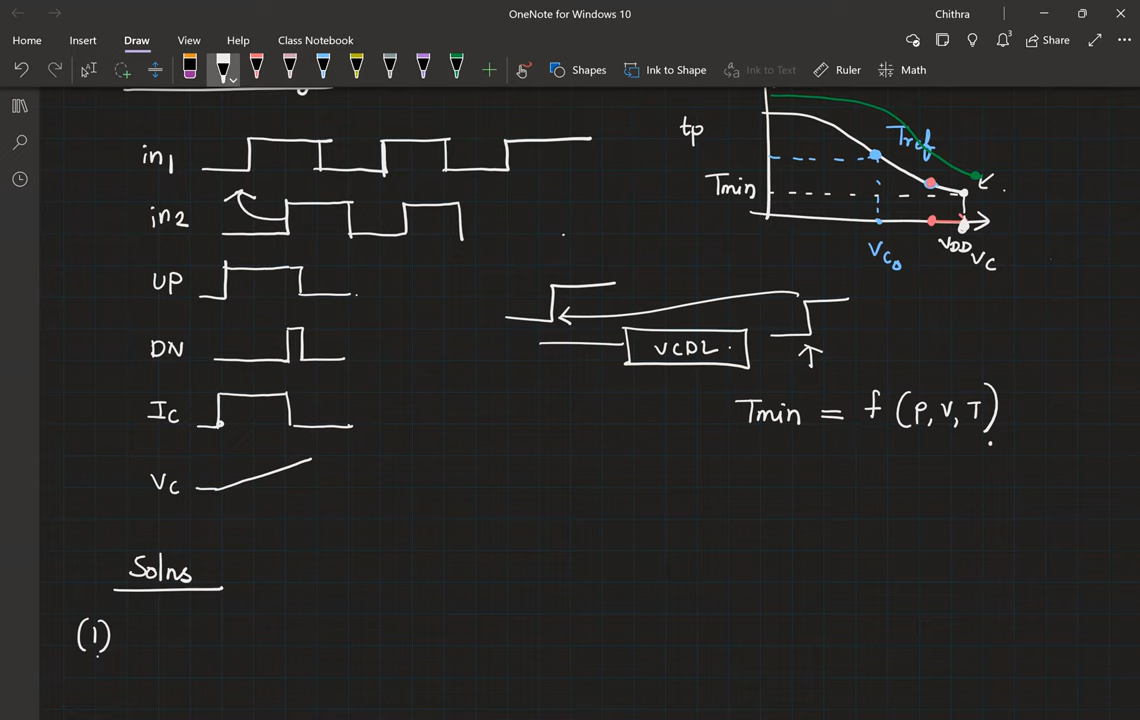 OneNote for Windows 10
Chithra
Home Insert Draw View Help Class Notebook
Share
Shapes
Ink to Shape
Ink to Text
Ruler
Math
in1
in2
UP
DN
IC
VC
tp
Tref
Tmin
VC0
VDD
VC
VCDL
Tmin = f (P, V, T)
Solns
(1)